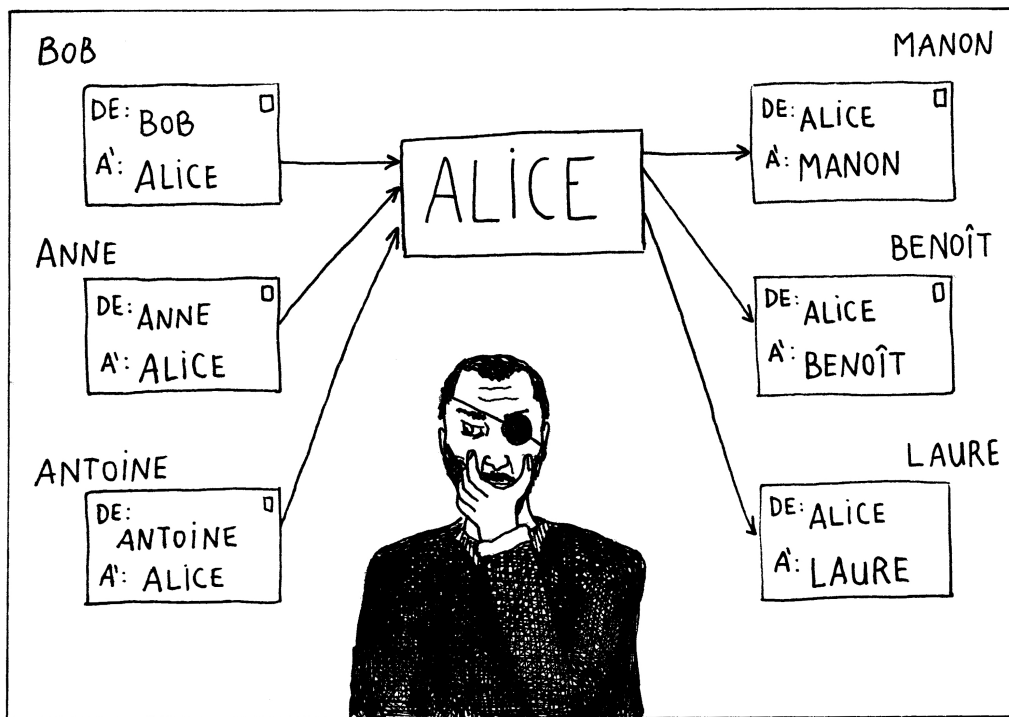 BOB
DE: BOB
A': ALiCE
ANNE
DE: ANNE
A': ALiCE
ANTOiNE
DE:
ANTOiNE
A': ALiCE
ALiCE
MANON
DE: ALiCE
A': MANON
BENOÎT
DE: ALiCE
A': BENOÎT
LAURE
DE: ALiCE
A': LAURE